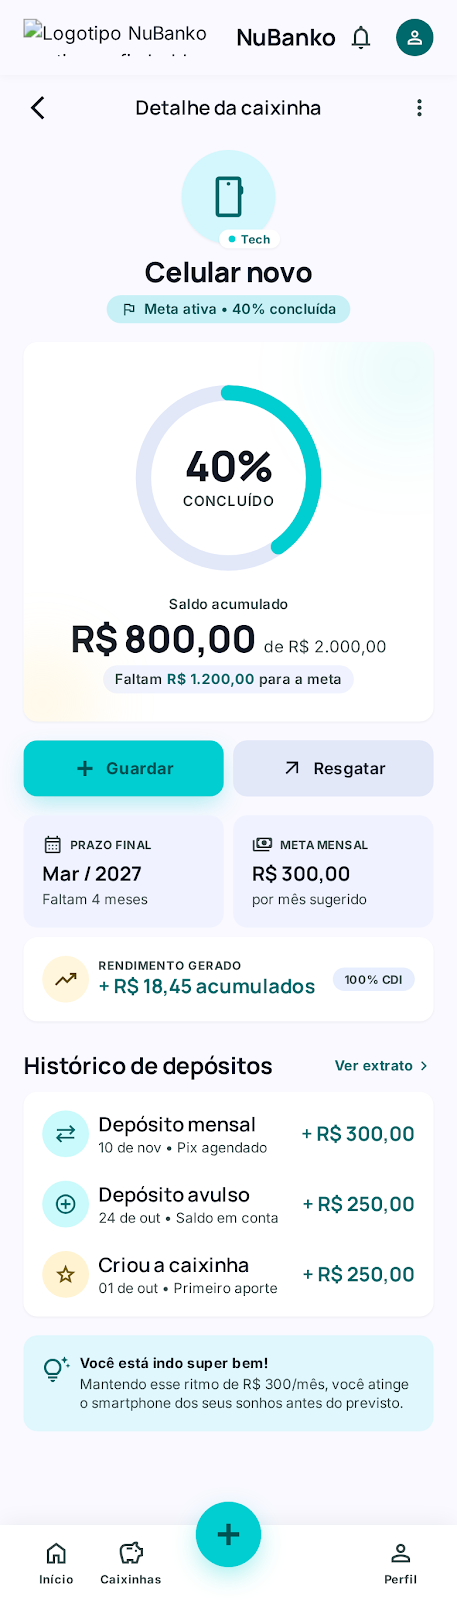 Logotipo NuBanko
NuBanko
Detalhe da caixinha
Tech
Celular novo
Meta ativa • 40% concluída
40%
CONCLUÍDO
Saldo acumulado
R$ 800,00 de R$ 2.000,00
Faltam R$ 1.200,00 para a meta
Guardar
Resgatar
PRAZO FINAL
Mar / 2027
Faltam 4 meses
META MENSAL
R$ 300,00
por mês sugerido
RENDIMENTO GERADO
+ R$ 18,45 acumulados
100% CDI
Histórico de depósitos
Ver extrato
Depósito mensal
10 de nov • Pix agendado
+ R$ 300,00
Depósito avulso
24 de out • Saldo em conta
+ R$ 250,00
Criou a caixinha
01 de out • Primeiro aporte
+ R$ 250,00
Você está indo super bem!
Mantendo esse ritmo de R$ 300/mês, você atinge
o smartphone dos seus sonhos antes do previsto.
Início
Caixinhas
Perfil